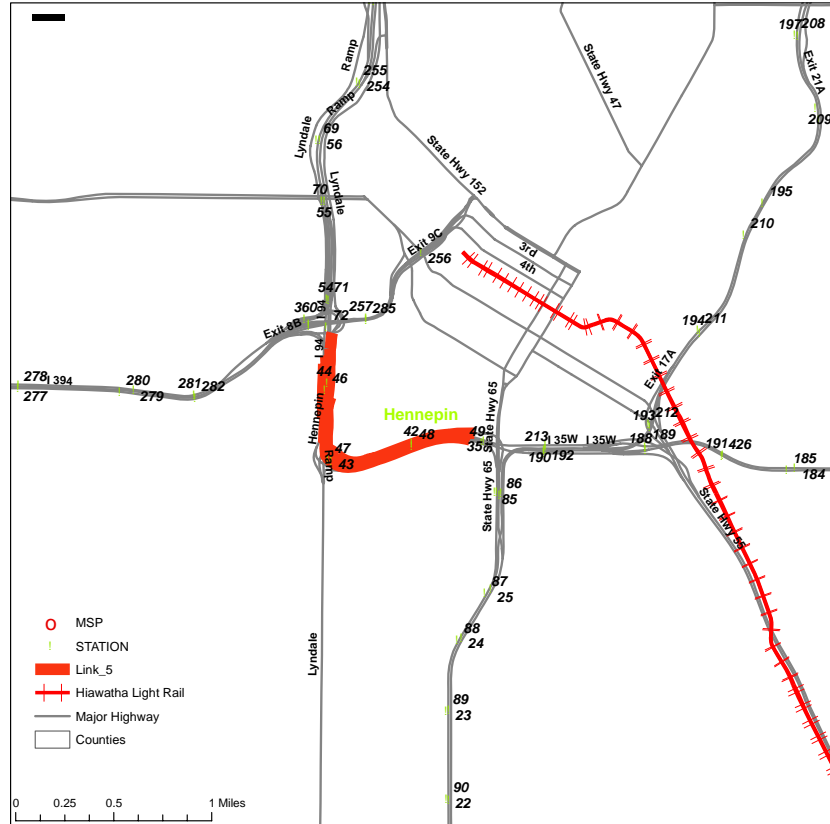 197 208
Ramp
255
254
Ramp
State Hwy 47
Exit 21A
209
Lyndale
69
56
State Hwy 152
70
Lyndale
55
195
210
3rd
4th
Exit 9C
256
5471
I 94
360
72
257 285
Exit 8B
194 211
I 94
Exit 17A
278 I 394
277
280
279
281 282
44
46
Hennepin
Hennepin
State Hwy 65
193 212
42 48
49
35
213 I 35W I 35W
190 192
188 189
191 426
47
43
Ramp
185
184
State Hwy 65
86
85
State Hwy 55
87
25
88
24
Lyndale
89
23
90
22
MSP
STATION
Link_5
Hiawatha Light Rail
Major Highway
Counties
0 0.25 0.5 1 Miles